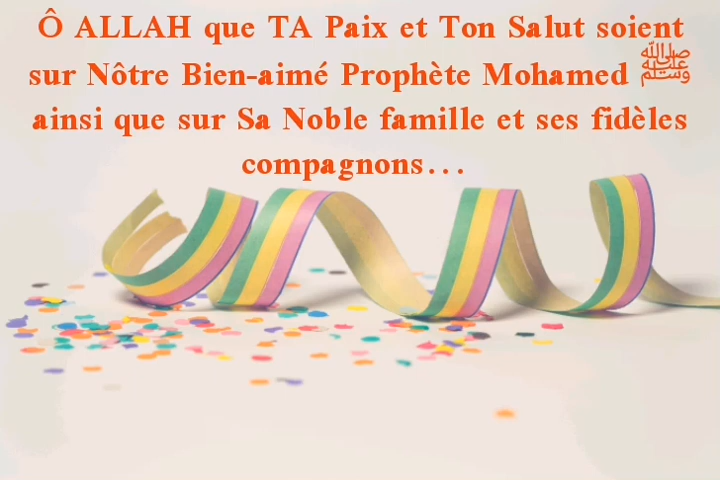 Ô ALLAH que TA Paix et Ton Salut soient
sur Nôtre Bien-aimé Prophète Mohamed ﷺ
ainsi que sur Sa Noble famille et ses fidèles
compagnons…